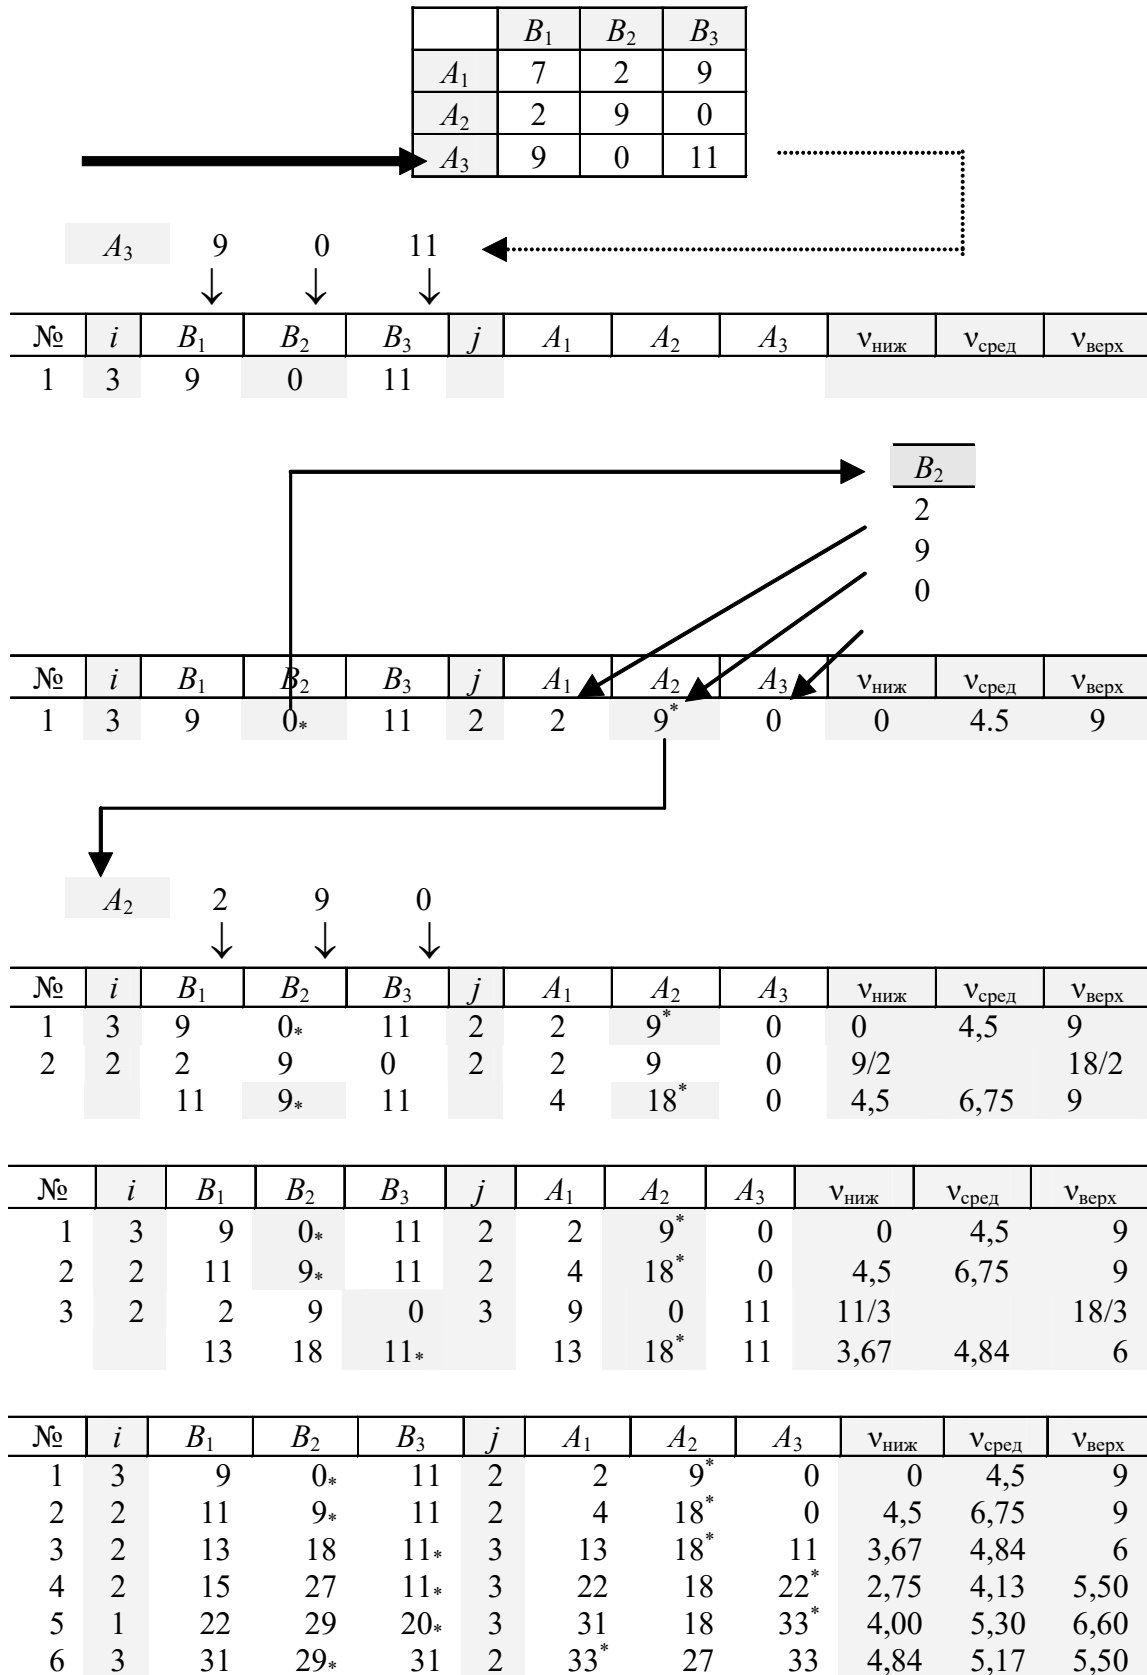 B₁ B₂ B₃
A₁ 7 2 9
A₂ 2 9 0
A₃ 9 0 11
A₃ 9 0 11
↓ ↓ ↓
№ i B₁ B₂ B₃ j A₁ A₂ A₃ νниж νсред νверх
1 3 9 0 11
B₂
2
9
0
№ i B₁ B₂ B₃ j A₁ A₂ A₃ νниж νсред νверх
1 3 9 0* 11 2 2 9* 0 0 4.5 9
A₂ 2 9 0
↓ ↓ ↓
№ i B₁ B₂ B₃ j A₁ A₂ A₃ νниж νсред νверх
1 3 9 0* 11 2 2 9* 0 0 4,5 9
2 2 2 9 0 2 2 9 0 9/2 18/2
11 9* 11 4 18* 0 4,5 6,75 9
№ i B₁ B₂ B₃ j A₁ A₂ A₃ νниж νсред νверх
1 3 9 0* 11 2 2 9* 0 0 4,5 9
2 2 11 9* 11 2 4 18* 0 4,5 6,75 9
3 2 2 9 0 3 9 0 11 11/3 18/3
13 18 11* 13 18* 11 3,67 4,84 6
№ i B₁ B₂ B₃ j A₁ A₂ A₃ νниж νсред νверх
1 3 9 0* 11 2 2 9* 0 0 4,5 9
2 2 11 9* 11 2 4 18* 0 4,5 6,75 9
3 2 13 18 11* 3 13 18* 11 3,67 4,84 6
4 2 15 27 11* 3 22 18 22* 2,75 4,13 5,50
5 1 22 29 20* 3 31 18 33* 4,00 5,30 6,60
6 3 31 29* 31 2 33* 27 33 4,84 5,17 5,50